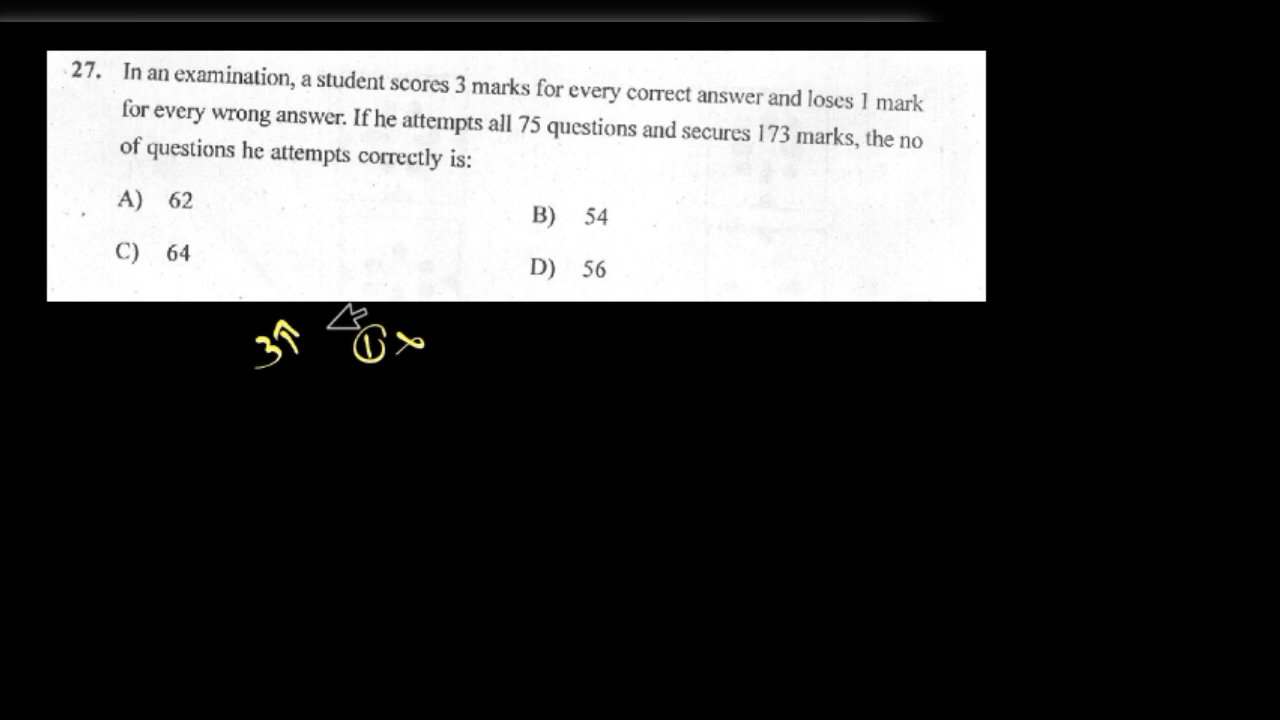 27. In an examination, a student scores 3 marks for every correct answer and loses 1 mark
for every wrong answer. If he attempts all 75 questions and secures 173 marks, the no
of questions he attempts correctly is:
A) 62
B) 54
C) 64
D) 56
3↑ ① ×